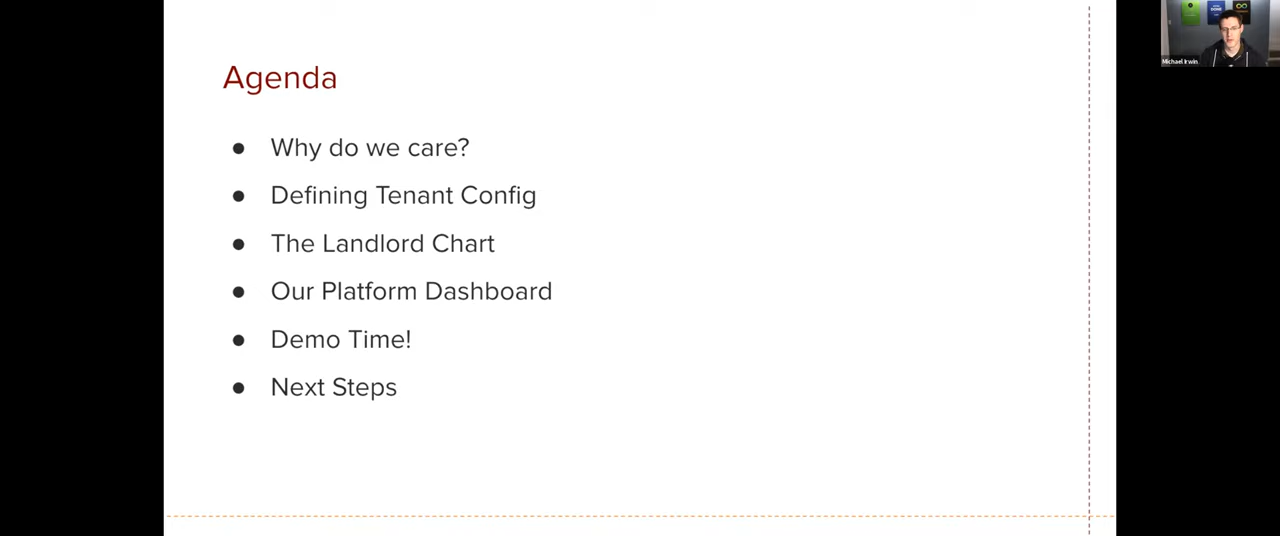 Agenda
● Why do we care?
● Defining Tenant Config
● The Landlord Chart
● Our Platform Dashboard
● Demo Time!
● Next Steps
Michael Irwin